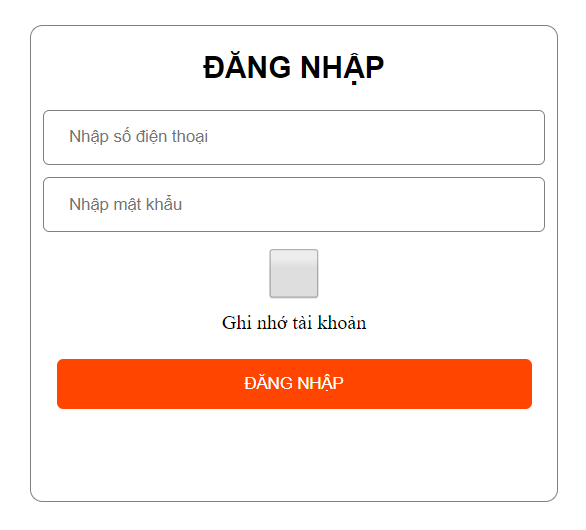 ĐĂNG NHẬP
Nhập số điện thoại
Nhập mật khẩu
Ghi nhớ tài khoản
ĐĂNG NHẬP